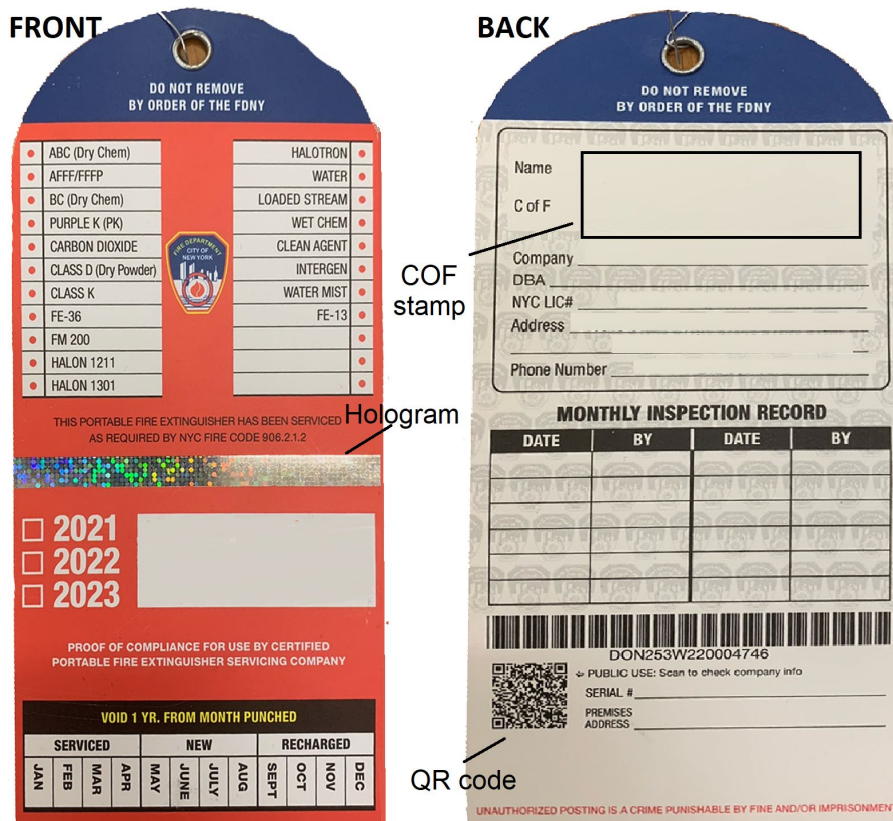 FRONT
DO NOT REMOVE
BY ORDER OF THE FDNY
ABC (Dry Chem)
AFFF/FFFP
BC (Dry Chem)
PURPLE K (PK)
CARBON DIOXIDE
CLASS D (Dry Powder)
CLASS K
FE-36
FM 200
HALON 1211
HALON 1301
FIRE DEPARTMENT
CITY OF
NEW YORK
HALOTRON
WATER
LOADED STREAM
WET CHEM
CLEAN AGENT
INTERGEN
WATER MIST
FE-13
THIS PORTABLE FIRE EXTINGUISHER HAS BEEN SERVICED
AS REQUIRED BY NYC FIRE CODE 906.2.1.2
Hologram
2021
2022
2023
PROOF OF COMPLIANCE FOR USE BY CERTIFIED
PORTABLE FIRE EXTINGUISHER SERVICING COMPANY
VOID 1 YR. FROM MONTH PUNCHED
SERVICED NEW RECHARGED
JAN FEB MAR APR MAY JUNE JULY AUG SEPT OCT NOV DEC
BACK
DO NOT REMOVE
BY ORDER OF THE FDNY
Name
C of F
COF
stamp
Company
DBA
NYC LIC#
Address
Phone Number
MONTHLY INSPECTION RECORD
DATE BY DATE BY
DON253W220004746
PUBLIC USE: Scan to check company info
SERIAL #
PREMISES
ADDRESS
QR code
UNAUTHORIZED POSTING IS A CRIME PUNISHABLE BY FINE AND/OR IMPRISONMENT